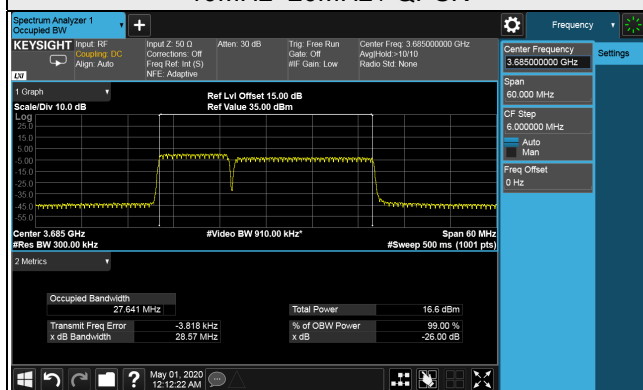 Spectrum Analyzer 1
Occupied BW
Frequency
KEYSIGHT
Input: RF
Coupling: DC
Align: Auto
Input Z: 50 Ω
Corrections: Off
Freq Ref: Int (S)
NFE: Adaptive
Atten: 30 dB
Trig: Free Run
Gate: Off
#IF Gain: Low
Center Freq: 3.685000000 GHz
Avg|Hold:>10/10
Radio Std: None
LXI
Center Frequency
3.685000000 GHz
Settings
Span
60.000 MHz
CF Step
6.000000 MHz
Auto
Man
Freq Offset
0 Hz
1 Graph
Scale/Div 10.0 dB
Ref Lvl Offset 15.00 dB
Ref Value 35.00 dBm
Log
25.0
15.0
5.00
-5.00
-15.0
-25.0
-35.0
-45.0
-55.0
Center 3.685 GHz
#Res BW 300.00 kHz
#Video BW 910.00 kHz*
Span 60 MHz
#Sweep 500 ms (1001 pts)
2 Metrics
Occupied Bandwidth
27.641 MHz
Total Power 16.6 dBm
Transmit Freq Error -3.818 kHz
% of OBW Power 99.00 %
x dB Bandwidth 28.57 MHz
x dB -26.00 dB
?
May 01, 2020
12:12:22 AM